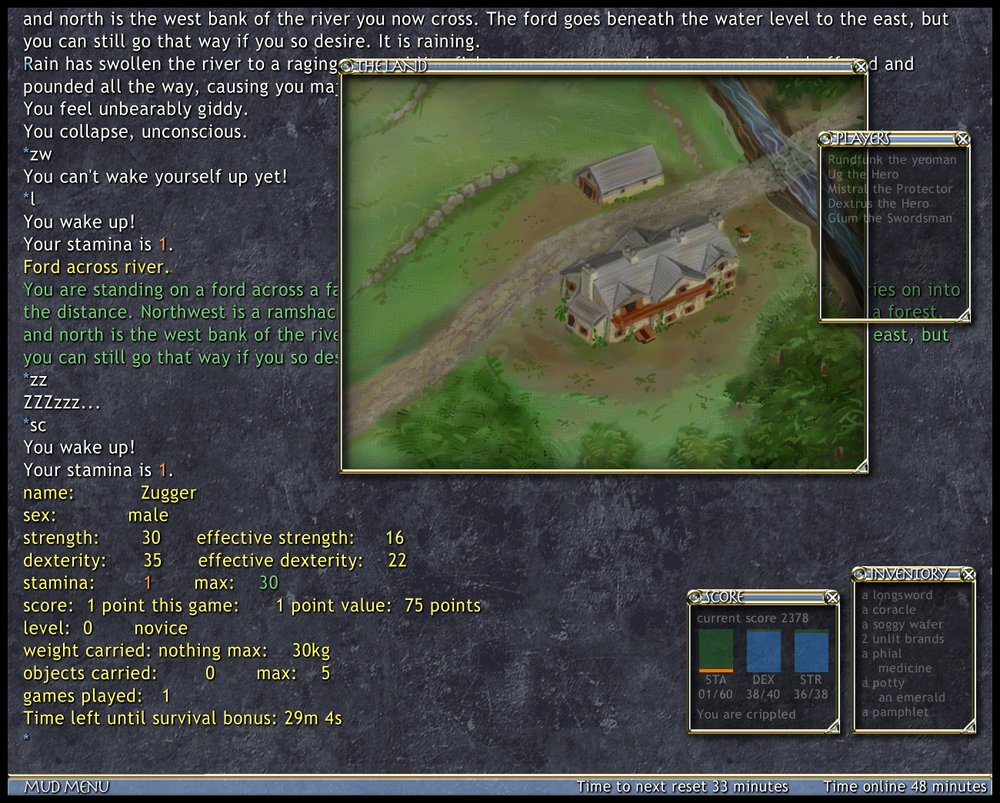 and north is the west bank of the river you now cross. The ford goes beneath the water level to the east, but
you can still go that way if you so desire. It is raining.
Rain has swollen the river to a raging
d and
pounded all the way, causing you maj
You feel unbearably giddy.
You collapse, unconscious.
*zw
You can't wake yourself up yet!
*l
You wake up!
Your stamina is 1.
Ford across river.
You are standing on a ford across a fa
ries on into
the distance. Northwest is a ramshac
a forest,
and north is the west bank of the rive
east, but
you can still go that way if you so des
*zz
ZZZzzz...
*sc
You wake up!
Your stamina is 1.
name: Zugger
sex: male
strength: 30 effective strength: 16
dexterity: 35 effective dexterity: 22
stamina: 1 max: 30
score: 1 point this game: 1 point value: 75 points
level: 0 novice
weight carried: nothing max: 30kg
objects carried: 0 max: 5
games played: 1
Time left until survival bonus: 29m 4s
*
THE LAND
PLAYERS
Rundfunk the yeoman
Ug the Hero
Mistral the Protector
Dextrus the Hero
Glum the Swordsman
SCORE
current score 2378
STA DEX STR
01/60 38/40 36/38
You are crippled
INVENTORY
a longsword
a coracle
a soggy wafer
2 unlit brands
a phial
medicine
a potty
an emerald
a pamphlet
MUD MENU
Time to next reset 33 minutes
Time online 48 minutes